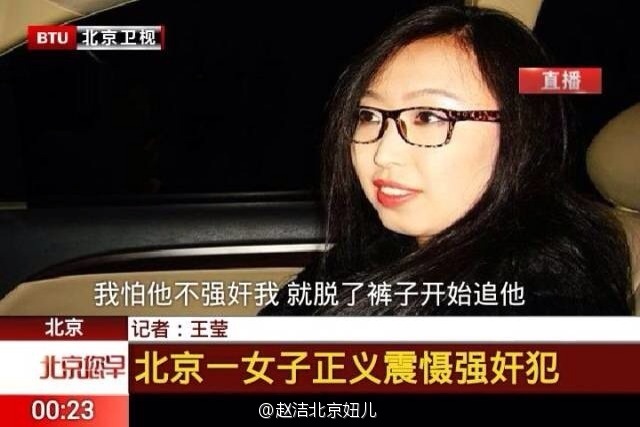 BTU 北京卫视
直播
我怕他不强奸我 就脱了裤子开始追他
北京
记者：王莹
北京您早
北京一女子正义震慑强奸犯
00:23
@赵洁北京妞儿